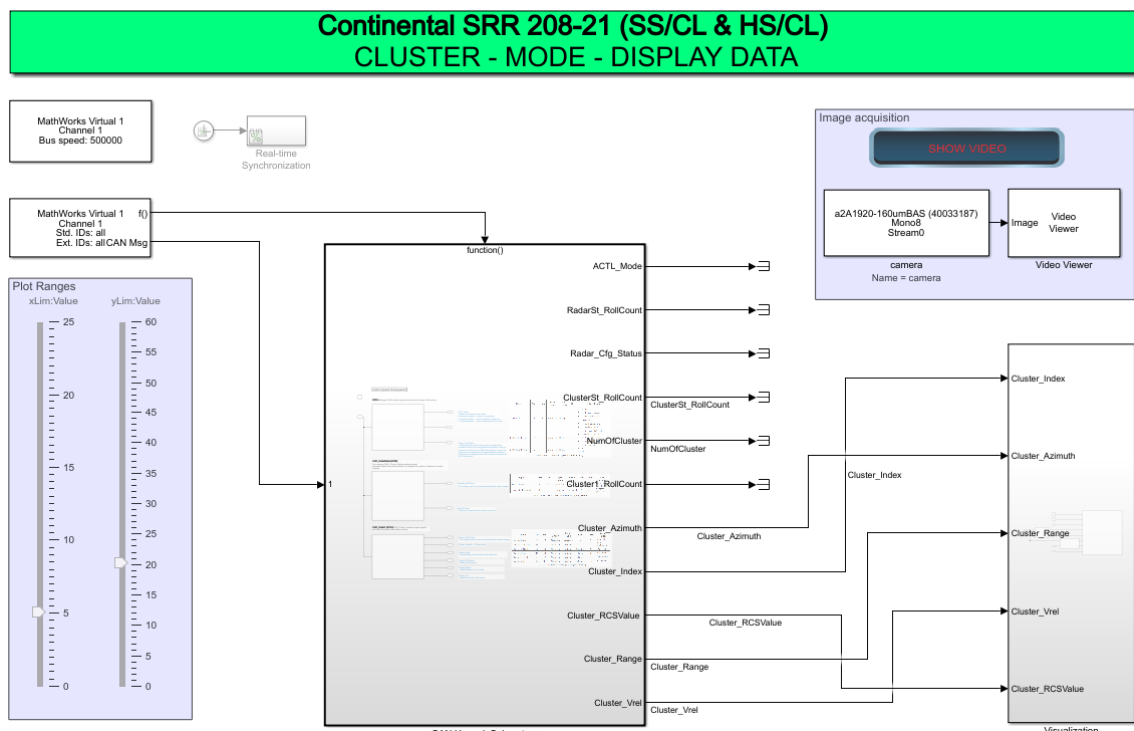 Continental SRR 208-21 (SS/CL & HS/CL)
CLUSTER - MODE - DISPLAY DATA
MathWorks Virtual 1
Channel 1
Bus speed: 500000
Real-time
Synchronization
Image acquisition
SHOW VIDEO
a2A1920-160umBAS (40033187)
Mono8
Stream0
camera
Name = camera
Image
Video
Viewer
Video Viewer
MathWorks Virtual 1
Channel 1
Std. IDs: all
Ext. IDs: all
f()
CAN Msg
Plot Ranges
xLim:Value
25
20
15
10
5
0
yLim:Value
60
55
50
45
40
35
30
25
20
15
10
5
0
function()
1
ACTL_Mode
RadarSt_RollCount
Radar_Cfg_Status
ClusterSt_RollCount
ClusterSt_RollCount
NumOfCluster
NumOfCluster
Cluster1_RollCount
Cluster_Azimuth
Cluster_Azimuth
Cluster_Index
Cluster_Index
Cluster_RCSValue
Cluster_RCSValue
Cluster_Range
Cluster_Range
Cluster_Vrel
Cluster_Vrel
Cluster_Index
Cluster_Azimuth
Cluster_Range
Cluster_Vrel
Cluster_RCSValue
Visualization